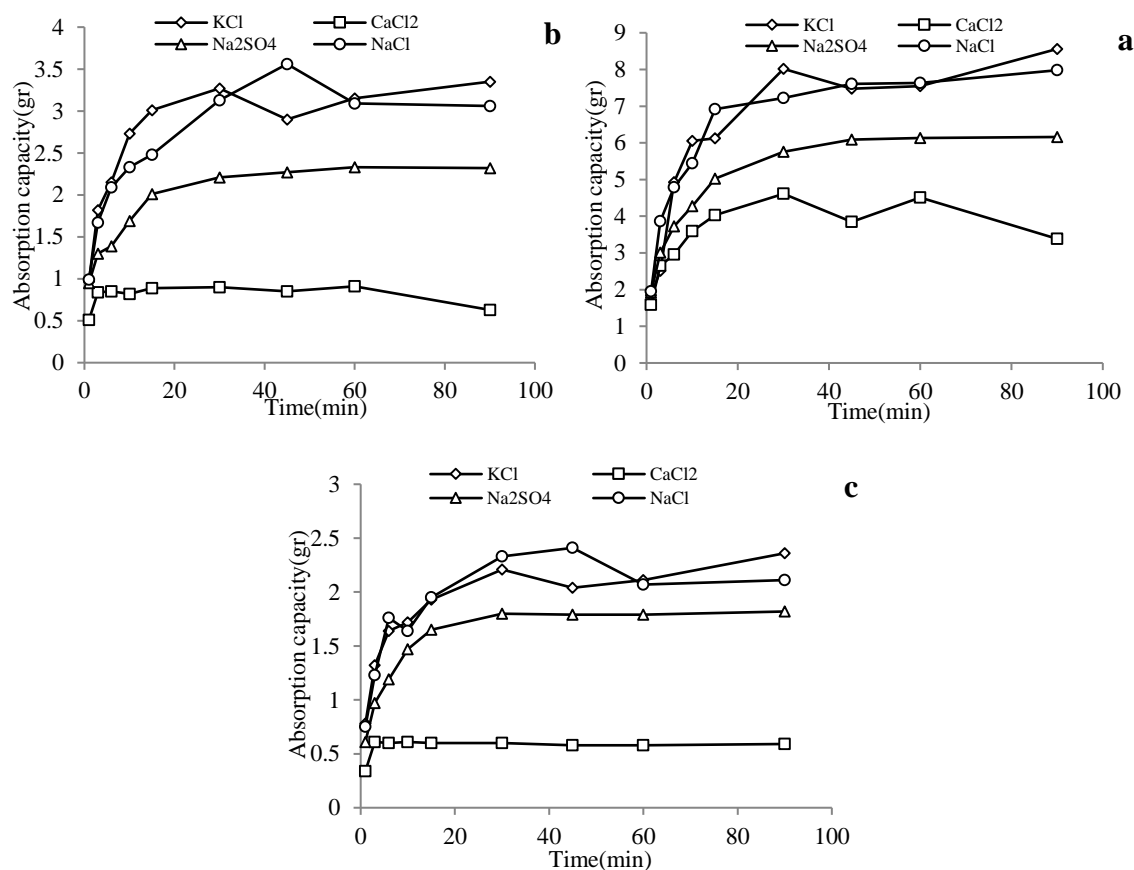 KCl CaCl2
Na2SO4 NaCl
b
Absorption capacity(gr)
4
3.5
3
2.5
2
1.5
1
0.5
0
0 20 40 60 80 100
Time(min)
KCl CaCl2
Na2SO4 NaCl
a
Absorption capacity(gr)
9
8
7
6
5
4
3
2
1
0
0 20 40 60 80 100
Time(min)
KCl CaCl2
Na2SO4 NaCl
c
Absorption capacity(gr)
3
2.5
2
1.5
1
0.5
0
0 20 40 60 80 100
Time(min)